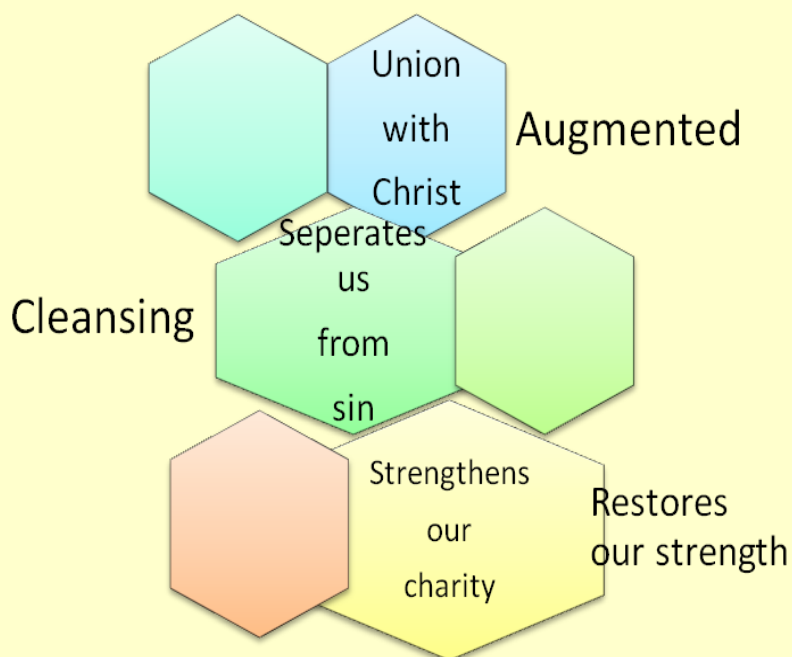 Union
with
Christ
Augmented
Seperates
us
from
sin
Cleansing
Strengthens
our
charity
Restores
our strength